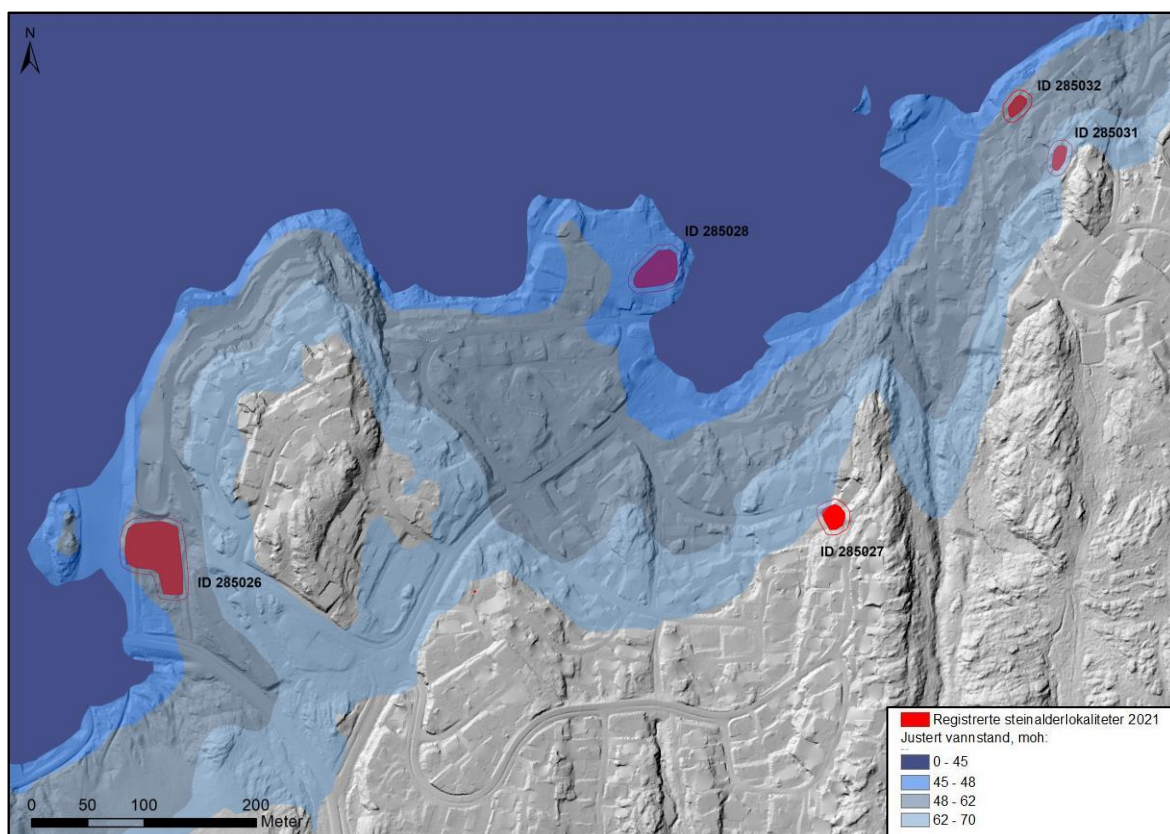 N
ID 285032
ID 285031
ID 285028
ID 285027
ID 285026
Registrerte steinalderlokaliteter 2021
Justert vannstand, moh:
0 - 45
45 - 48
48 - 62
62 - 70
0 50 100 200
Meter